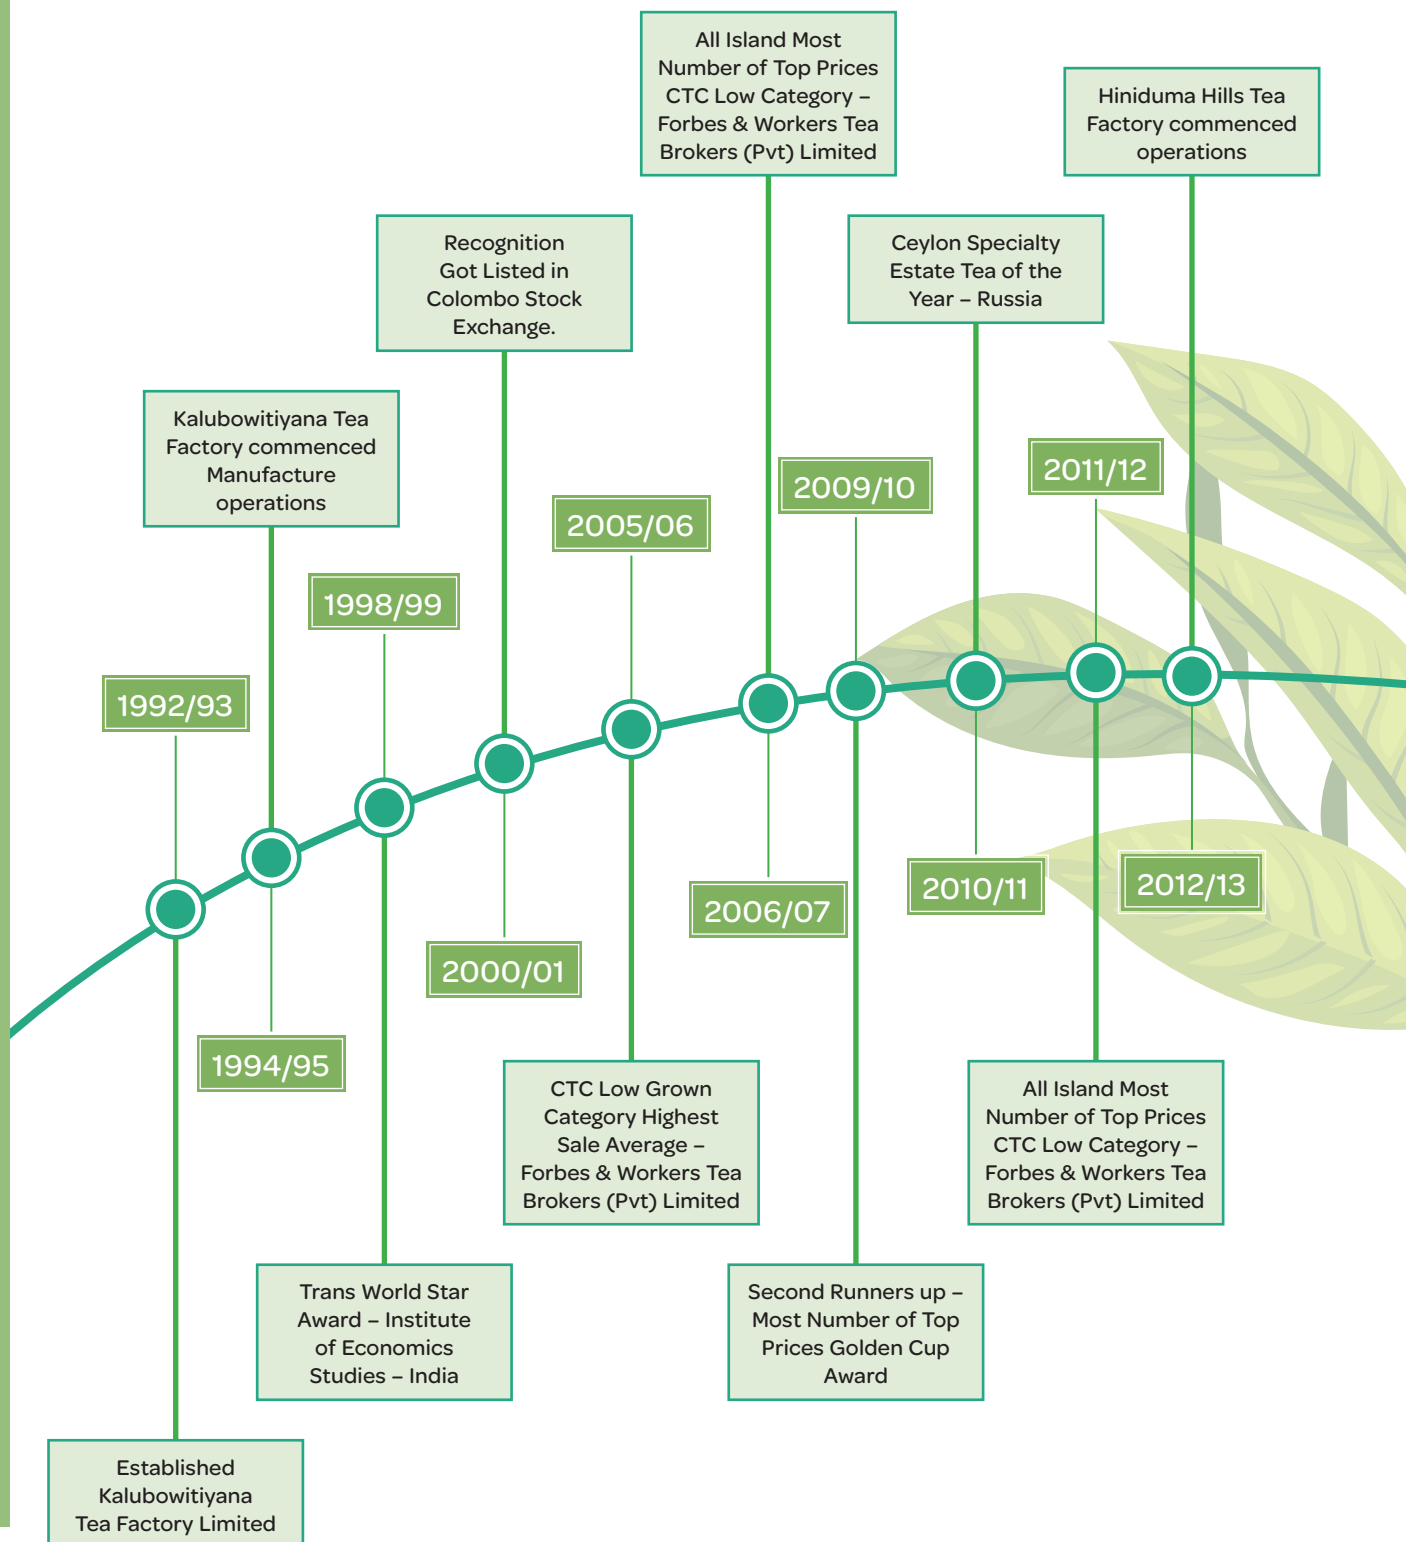 1992/93
Established
Kalubowitiyana
Tea Factory Limited
Kalubowitiyana Tea
Factory commenced
Manufacture
operations
1994/95
1998/99
Trans World Star
Award – Institute
of Economics
Studies – India
Recognition
Got Listed in
Colombo Stock
Exchange.
2000/01
2005/06
CTC Low Grown
Category Highest
Sale Average –
Forbes & Workers Tea
Brokers (Pvt) Limited
All Island Most
Number of Top Prices
CTC Low Category –
Forbes & Workers Tea
Brokers (Pvt) Limited
2006/07
2009/10
Second Runners up –
Most Number of Top
Prices Golden Cup
Award
Ceylon Specialty
Estate Tea of the
Year – Russia
2010/11
2011/12
All Island Most
Number of Top Prices
CTC Low Category –
Forbes & Workers Tea
Brokers (Pvt) Limited
Hiniduma Hills Tea
Factory commenced
operations
2012/13